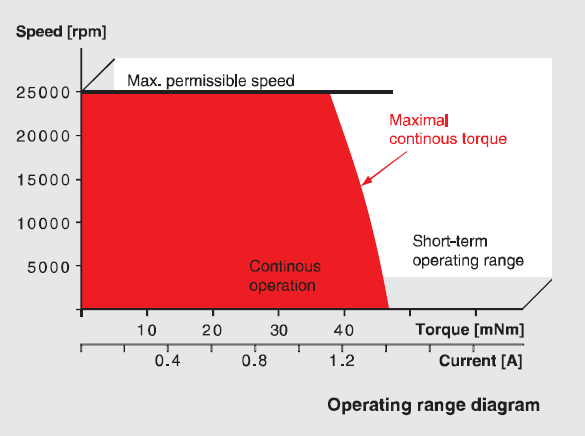 Speed [rpm]
Max. permissible speed
25000
Maximal
continous torque
20000
15000
10000
Short-term
operating range
5000
Continous
operation
10 20 30 40 Torque [mNm]
0.4 0.8 1.2 Current [A]
Operating range diagram